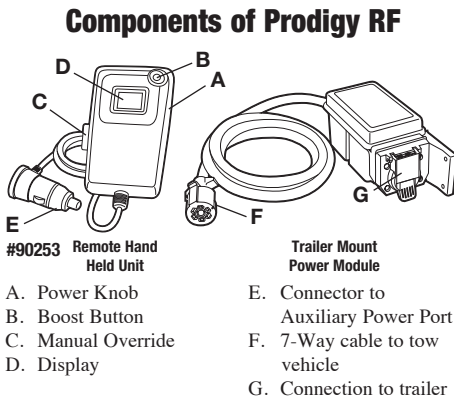 Components of Prodigy RF
B
D
A
C
G
E
F
#90253 Remote Hand
Held Unit
Trailer Mount
Power Module
A. Power Knob
B. Boost Button
C. Manual Override
D. Display
E. Connector to
Auxiliary Power Port
F. 7-Way cable to tow
vehicle
G. Connection to trailer